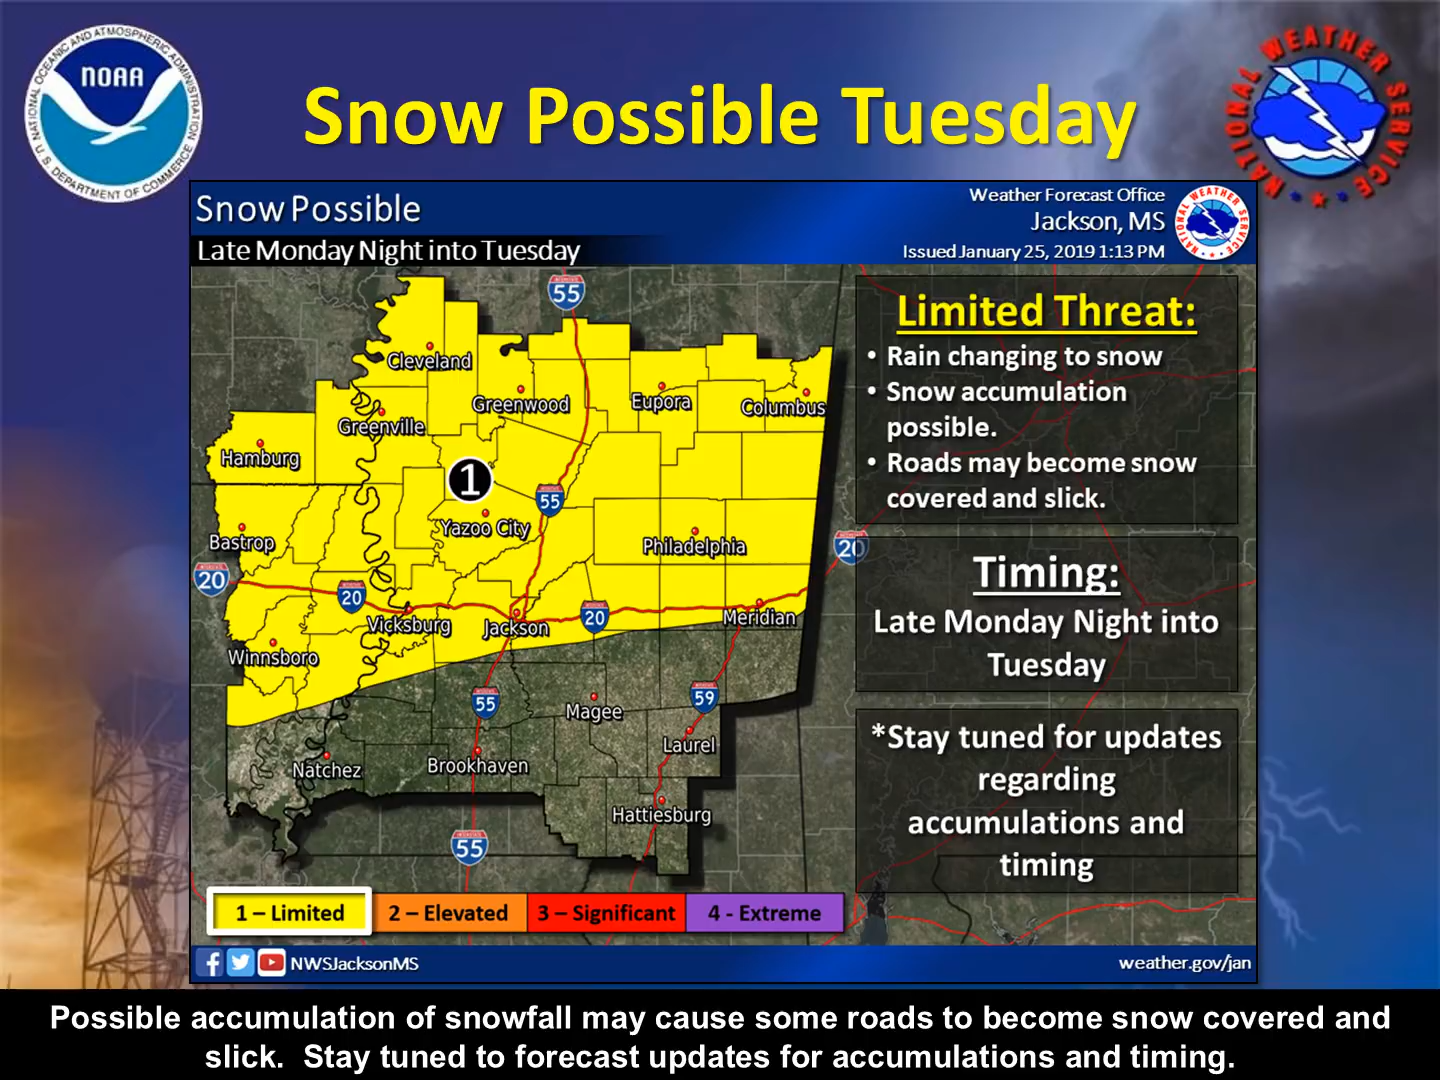 NATIONAL OCEANIC AND ATMOSPHERIC ADMINISTRATION
NOAA
U.S. DEPARTMENT OF COMMERCE
Snow Possible Tuesday
NATIONAL WEATHER SERVICE
Snow Possible
Late Monday Night into Tuesday
Weather Forecast Office
Jackson, MS
Issued January 25, 2019 1:13 PM
NATIONAL WEATHER SERVICE
55
Cleveland
Greenwood
Eupora
Columbus
Greenville
Hamburg
1
55
Yazoo City
Bastrop
Philadelphia
20
20
20
Vicksburg
Jackson
20
Meridian
Winnsboro
55
59
Magee
Laurel
Natchez
Brookhaven
Hattiesburg
55
Limited Threat:
• Rain changing to snow
• Snow accumulation
possible.
• Roads may become snow
covered and slick.
Timing:
Late Monday Night into
Tuesday
*Stay tuned for updates
regarding
accumulations and
timing
1 – Limited
2 – Elevated
3 – Significant
4 - Extreme
NWSJacksonMS
weather.gov/jan
Possible accumulation of snowfall may cause some roads to become snow covered and
slick.  Stay tuned to forecast updates for accumulations and timing.